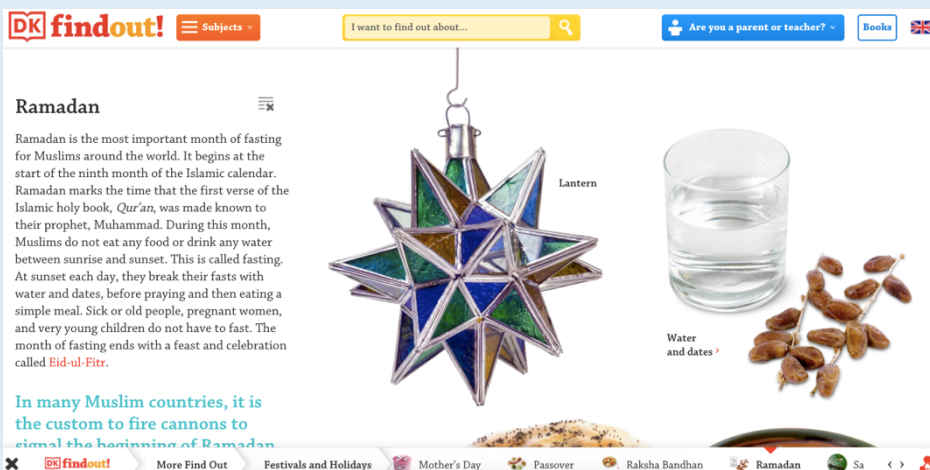 DK findout!
Subjects
I want to find out about...
Are you a parent or teacher?
Books
Ramadan
Ramadan is the most important month of fasting
for Muslims around the world. It begins at the
start of the ninth month of the Islamic calendar.
Ramadan marks the time that the first verse of the
Islamic holy book, Qur'an, was made known to
their prophet, Muhammad. During this month,
Muslims do not eat any food or drink any water
between sunrise and sunset. This is called fasting.
At sunset each day, they break their fasts with
water and dates, before praying and then eating a
simple meal. Sick or old people, pregnant women,
and very young children do not have to fast. The
month of fasting ends with a feast and celebration
called Eid-ul-Fitr.
In many Muslim countries, it is
the custom to fire cannons to
signal the beginning of Ramadan
Lantern
Water
and dates ›
DK findout!
More Find Out
Festivals and Holidays
Mother's Day
Passover
Raksha Bandhan
Ramadan
Sa